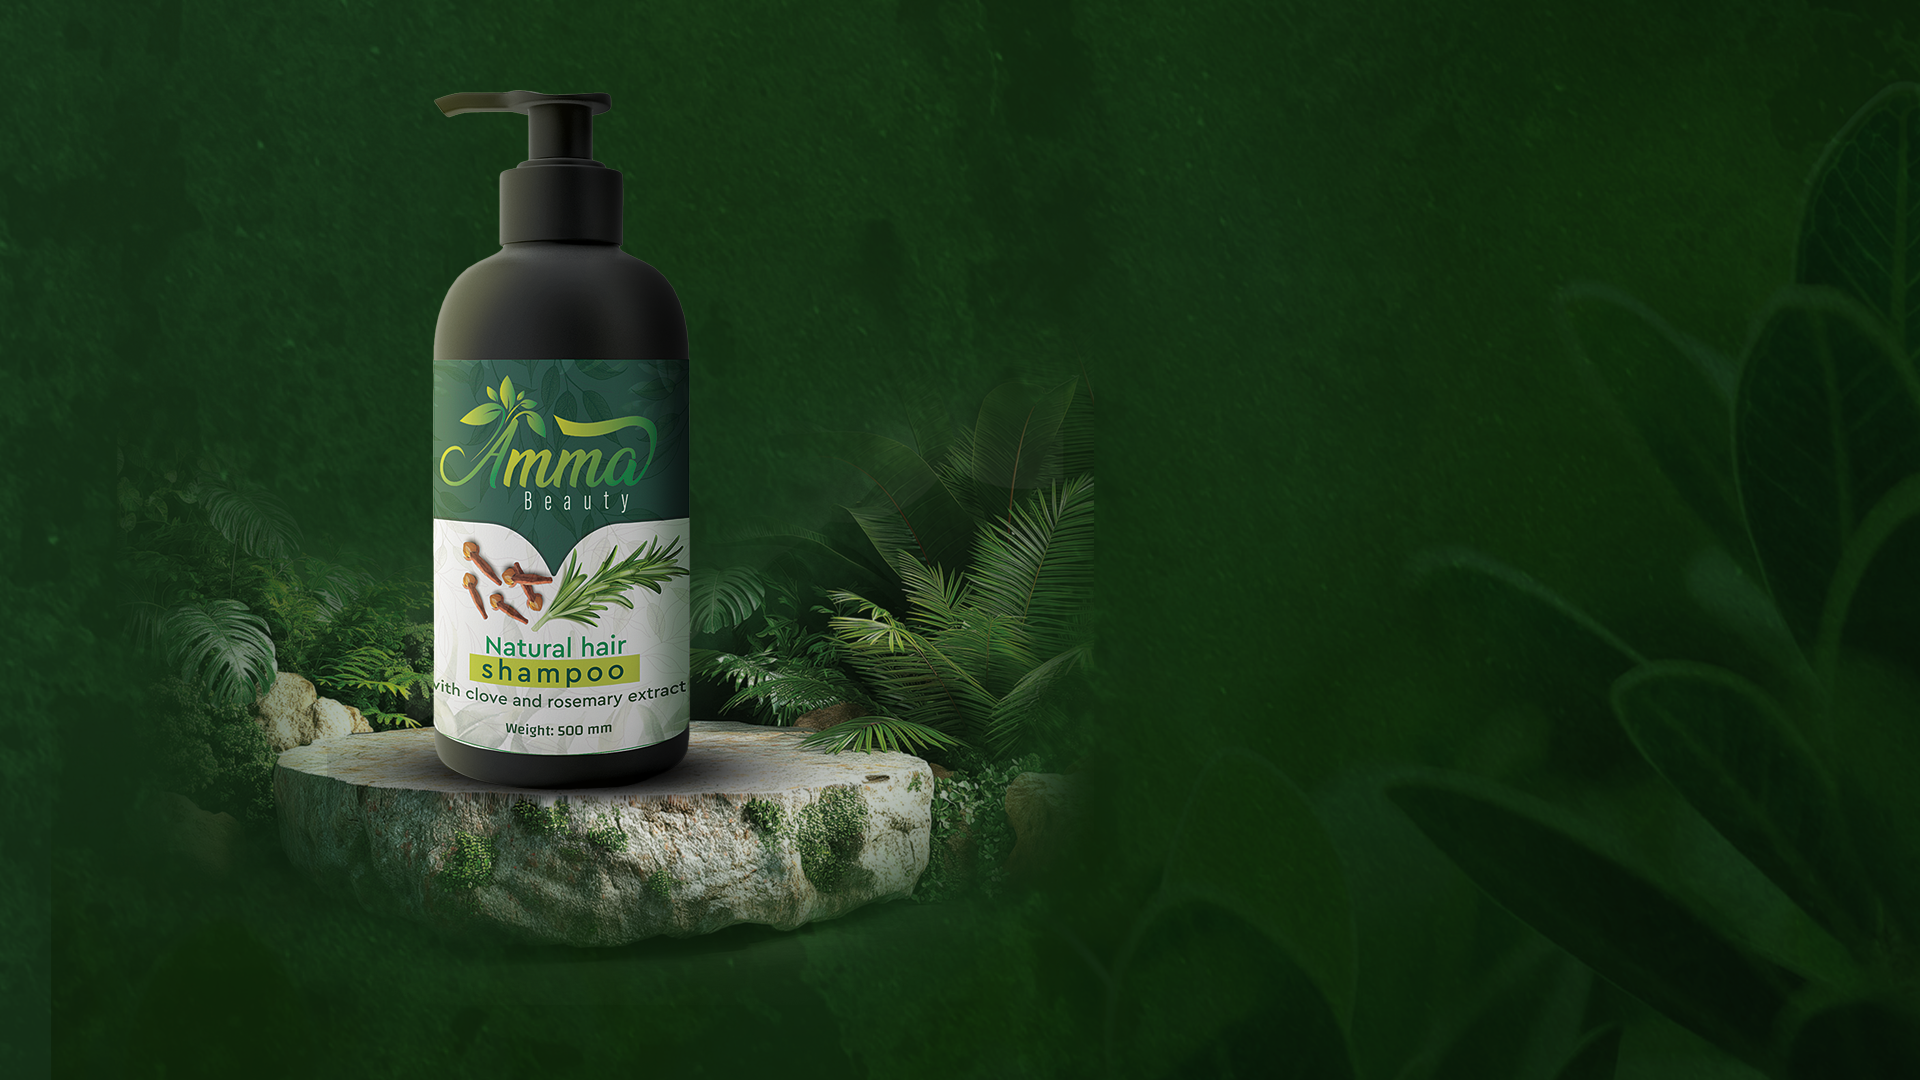 Amma
Beauty
Natural hair
shampoo
with clove and rosemary extract
Weight: 500 mm